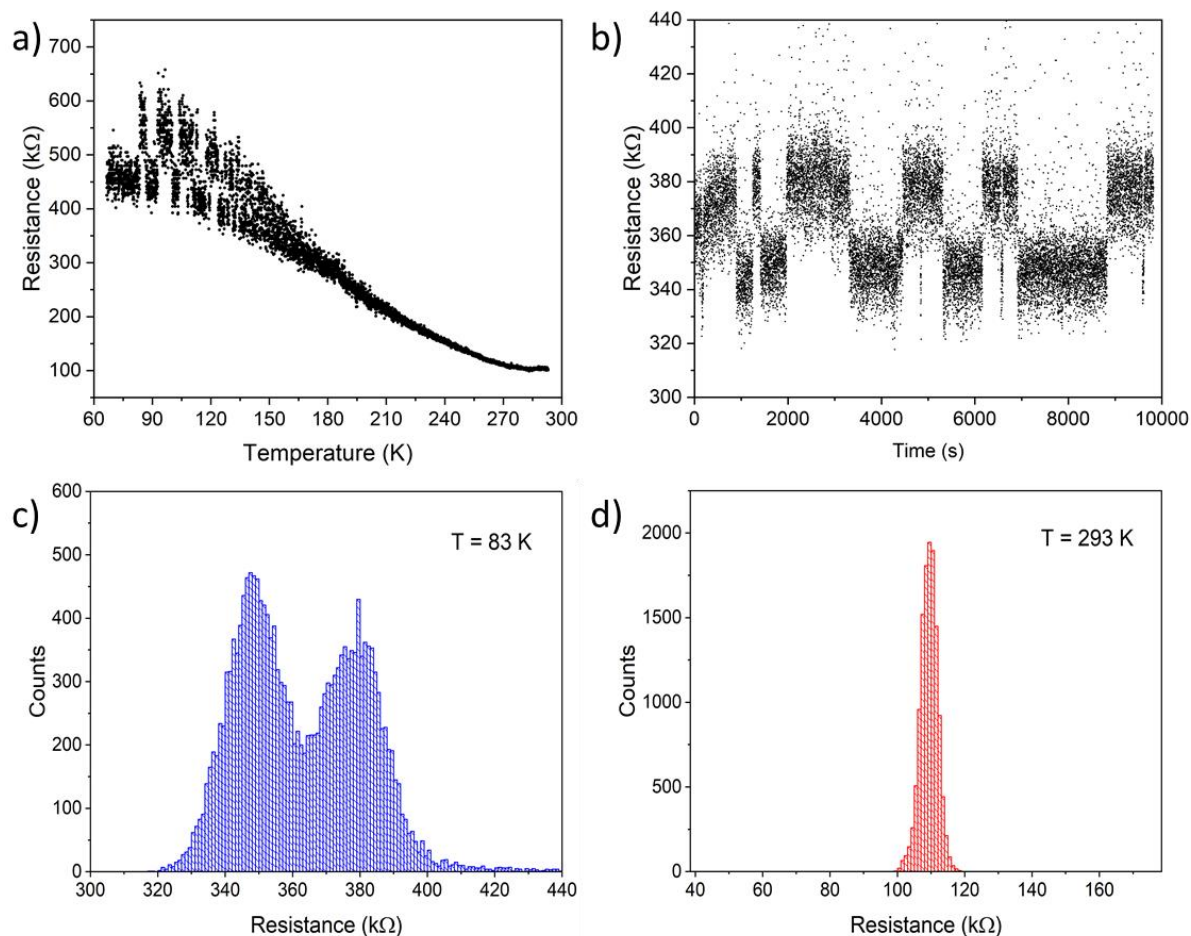 a)
700
600
500
400
300
200
100
Resistance (kΩ)
60 90 120 150 180 210 240 270 300
Temperature (K)
b)
440
420
400
380
360
340
320
300
Resistance (kΩ)
0 2000 4000 6000 8000 10000
Time (s)
c)
600
500
400
300
200
100
0
Counts
T = 83 K
300 320 340 360 380 400 420 440
Resistance (kΩ)
d)
2000
1500
1000
500
0
Counts
T = 293 K
40 60 80 100 120 140 160
Resistance (kΩ)